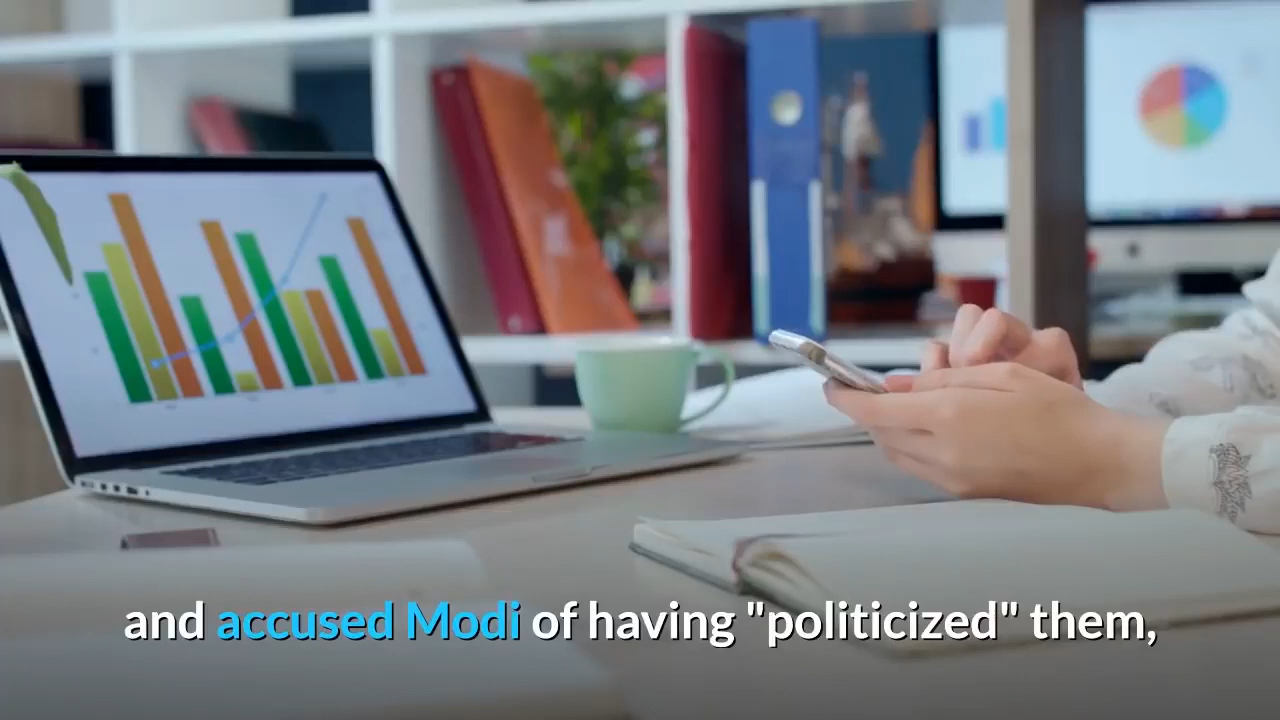 and accused Modi of having "politicized" them,